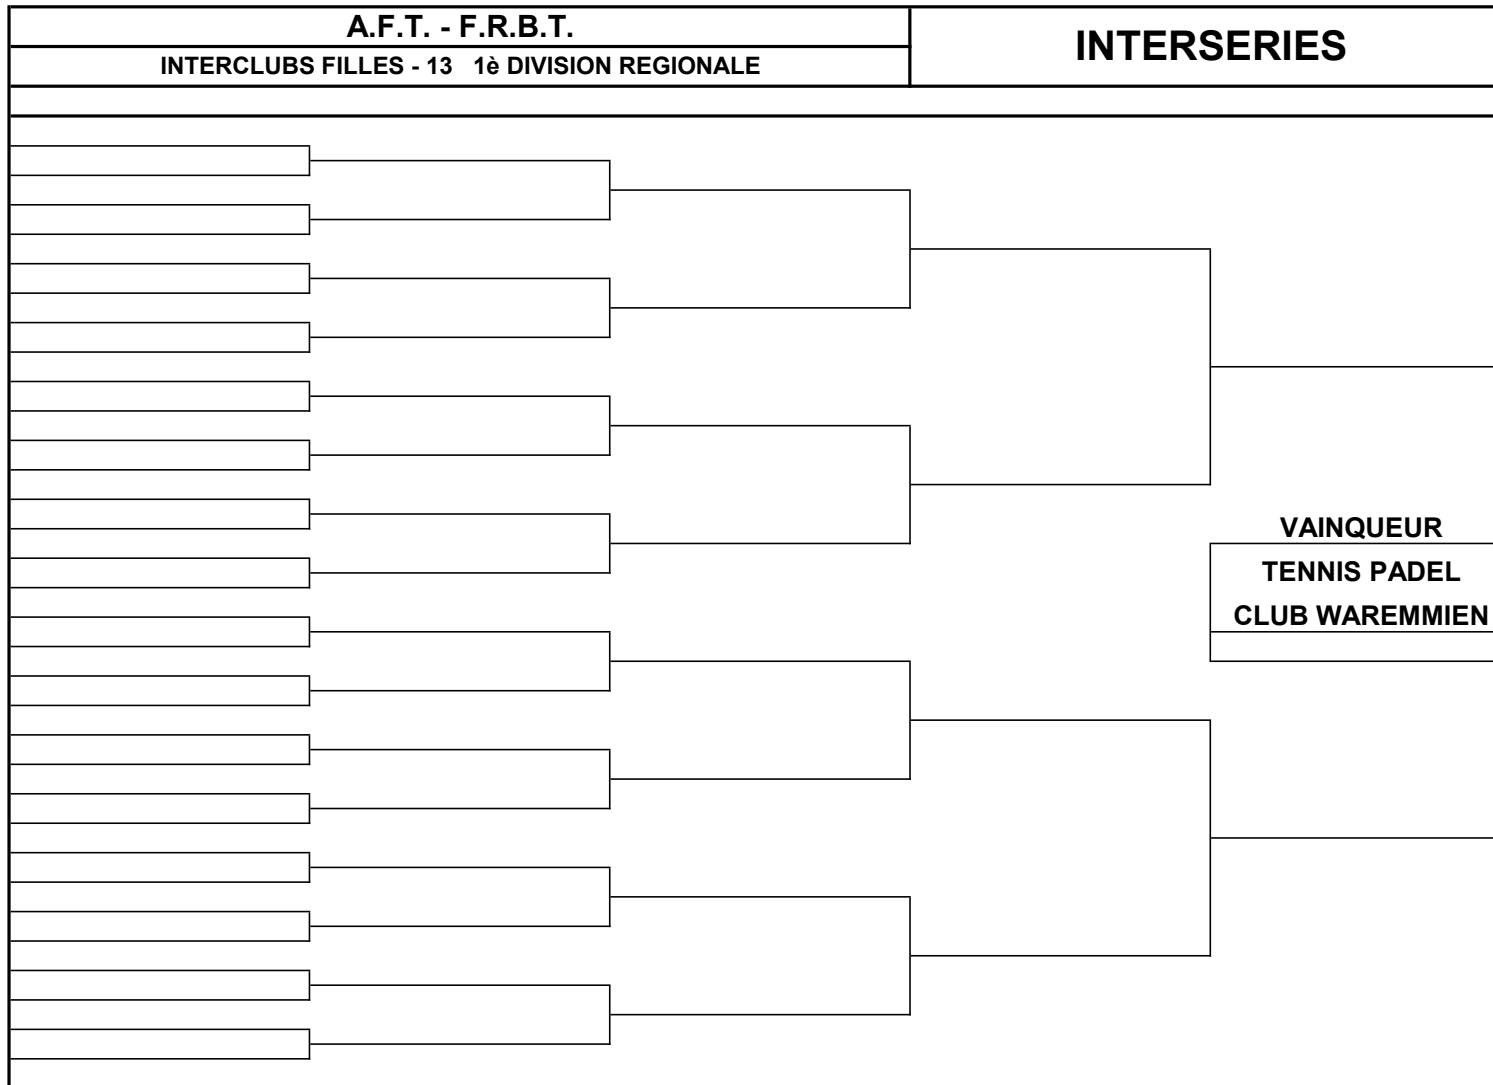 A.F.T. - F.R.B.T.
INTERSERIES
INTERCLUBS FILLES - 13 1è DIVISION REGIONALE
VAINQUEUR
TENNIS PADEL
CLUB WAREMMIEN